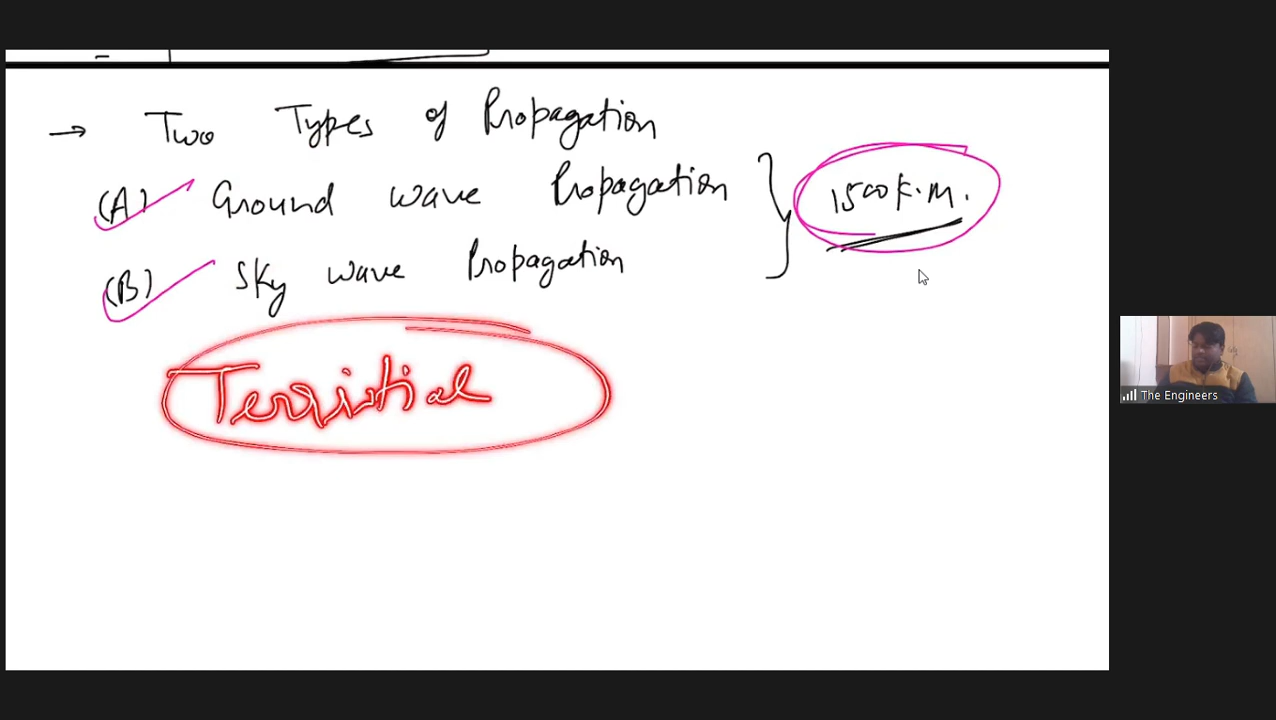 → Two Types of Propagation
(A) Ground wave Propagation
1500 K.M.
(B) Sky wave Propagation
Terristial
The Engineers